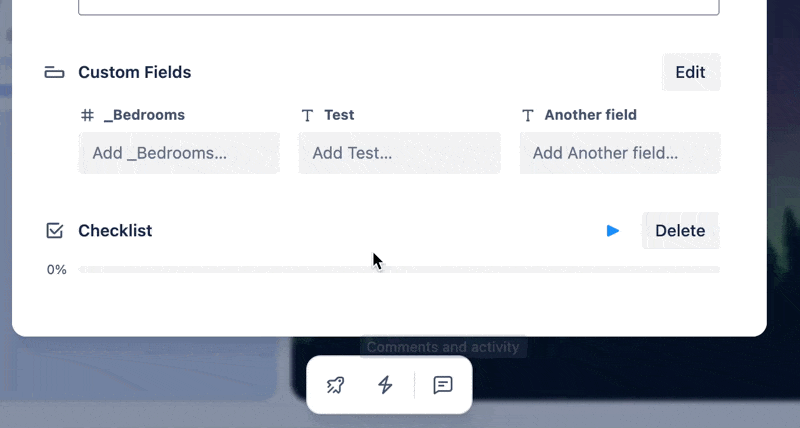 Custom Fields
Edit
_Bedrooms
Test
Another field
Add _Bedrooms...
Add Test...
Add Another field...
Checklist
Delete
0%
Comments and activity